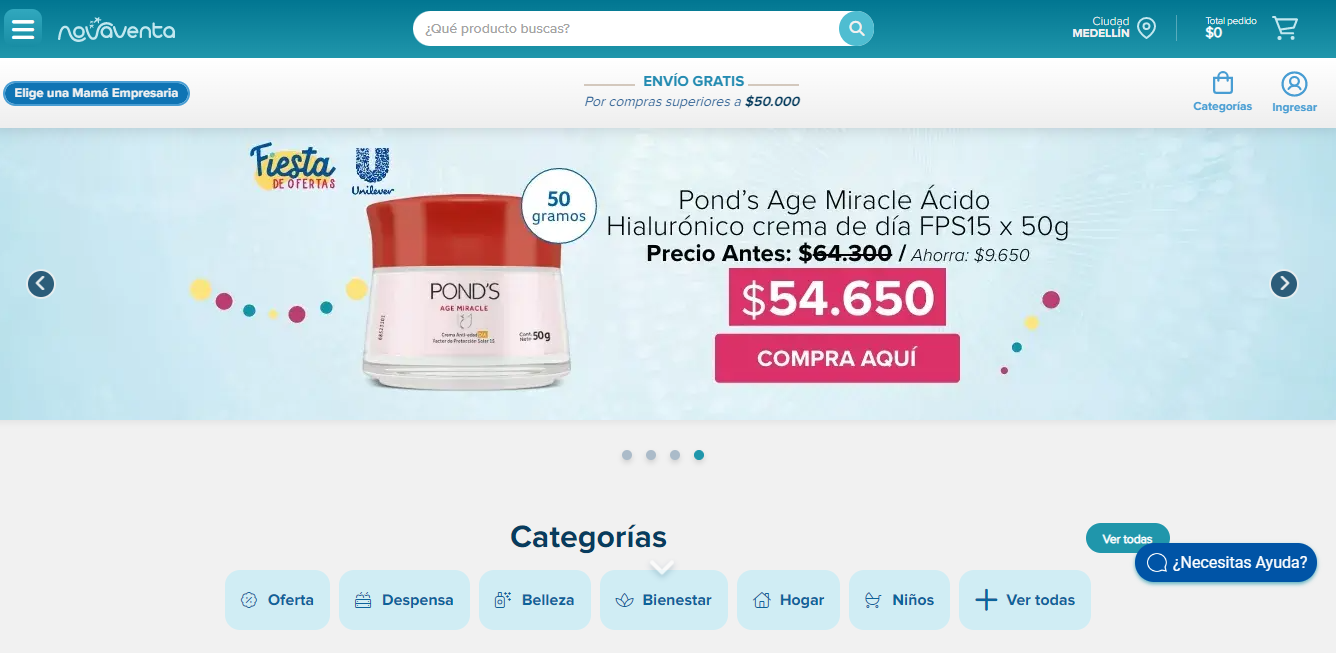 novaventa
¿Qué producto buscas?
Ciudad
MEDELLÍN
Total pedido
$0
Elige una Mamá Empresaria
ENVÍO GRATIS
Por compras superiores a $50.000
Categorías
Ingresar
Fiesta
DE OFERTAS
Unilever
50
gramos
POND'S
AGE MIRACLE
Crema Anti-edad DÍA
Factor de Protección Solar 15
Cont.
Neto 50g
Pond's Age Miracle Ácido
Hialurónico crema de día FPS15 x 50g
Precio Antes: $64.300 / Ahorra: $9.650
$54.650
COMPRA AQUÍ
Categorías
Ver todas
¿Necesitas Ayuda?
Oferta
Despensa
Belleza
Bienestar
Hogar
Niños
Ver todas